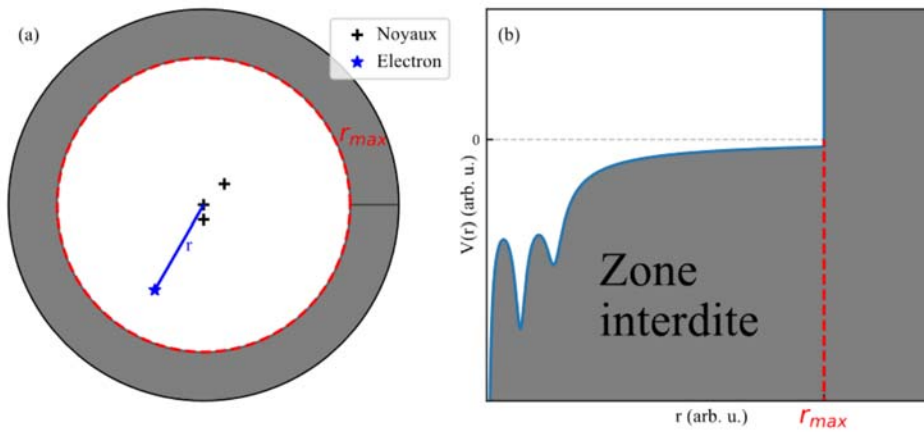 (a)
Noyaux
Electron
r_max
r
(b)
0
V(r) (arb. u.)
Zone
interdite
r (arb. u.)
r_max